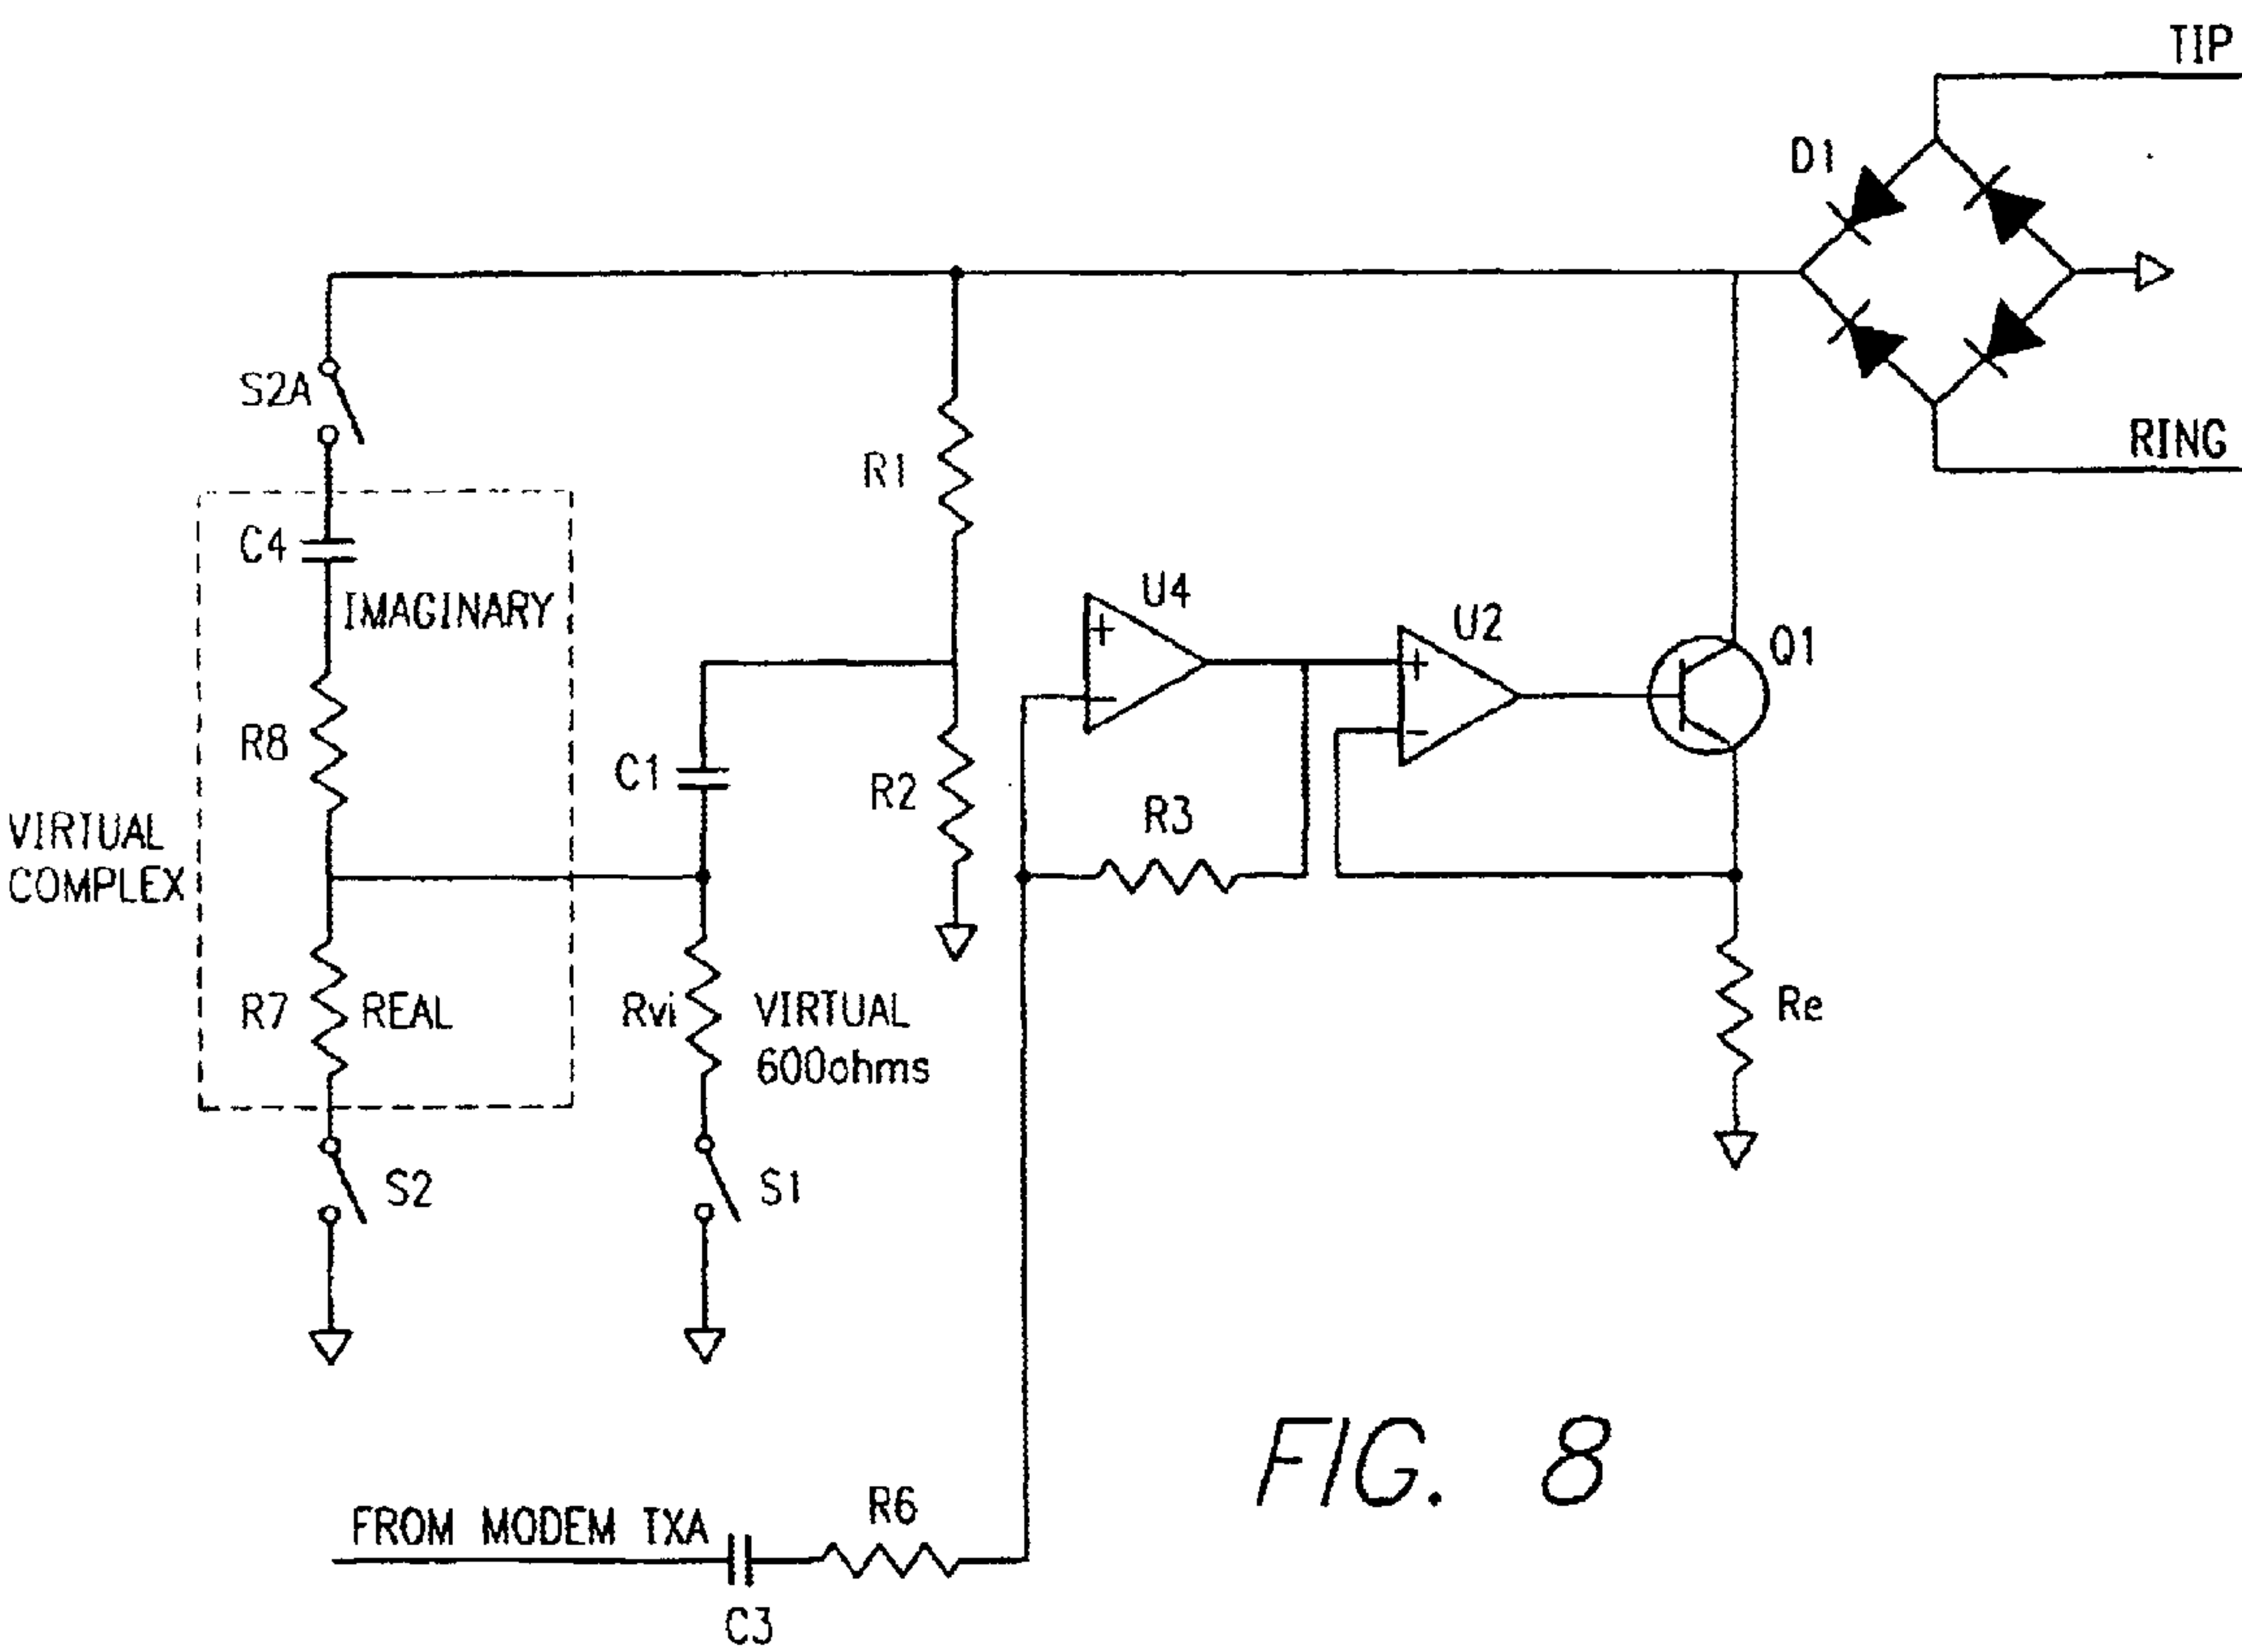 TIP
D1
S2A
RING
R1
C4
IMAGINARY
U4
U2
Q1
R8
C1
R2
R3
VIRTUAL
COMPLEX
R7
REAL
Rvi
VIRTUAL
600ohms
Re
S2
S1
+
-
+
-
FIG. 8
FROM MODEM TXA
R6
C3